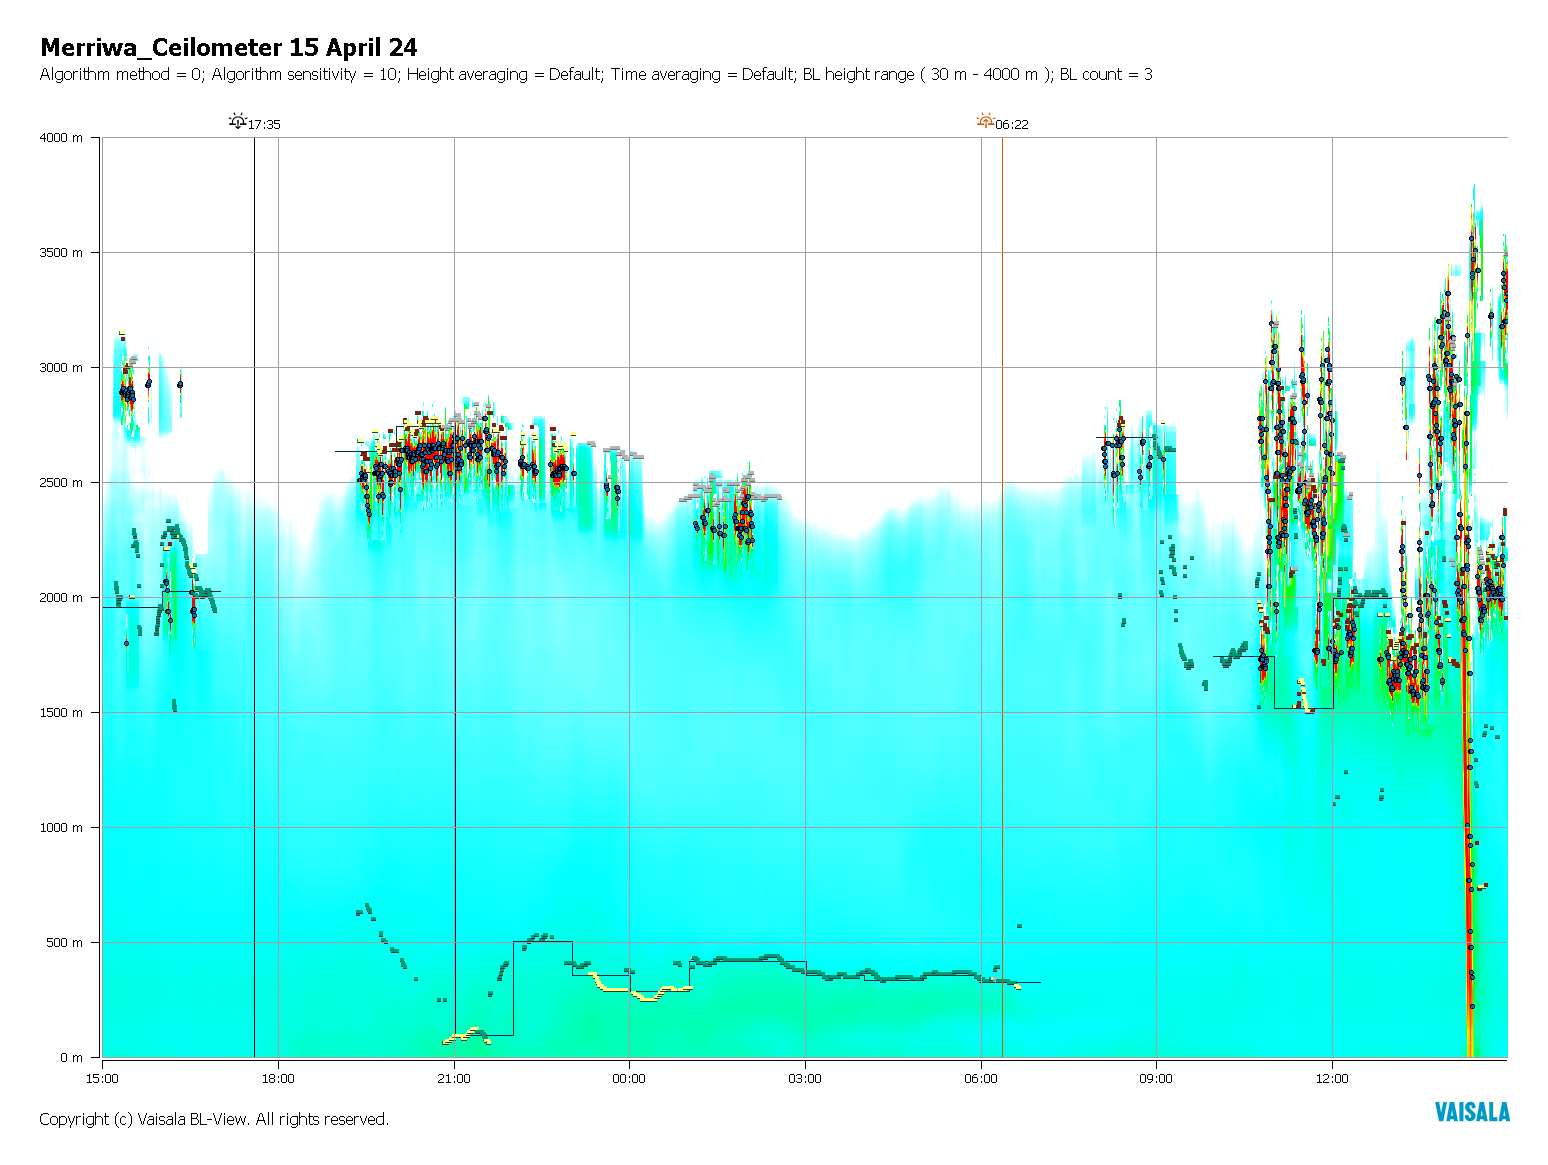 Merriwa_Ceilometer 15 April 24
Algorithm method = 0; Algorithm sensitivity = 10; Height averaging = Default; Time averaging = Default; BL height range ( 30 m - 4000 m ); BL count = 3
17:35
06:22
4000 m
3500 m
3000 m
2500 m
2000 m
1500 m
1000 m
500 m
0 m
15:00
18:00
21:00
00:00
03:00
06:00
09:00
12:00
Copyright (c) Vaisala BL-View. All rights reserved.
VAISALA